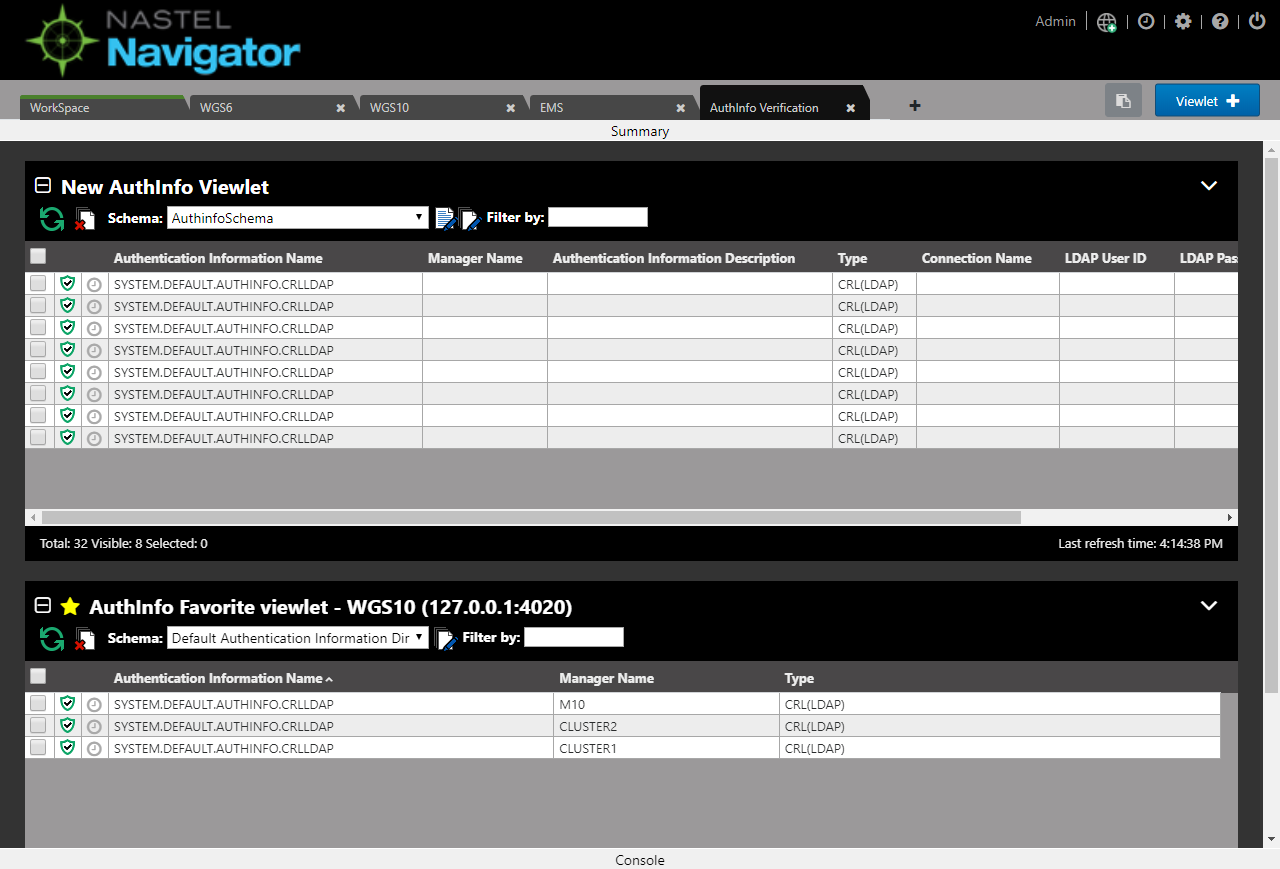 NASTEL
Navigator
Admin
WorkSpace WGS6 WGS10 EMS AuthInfo Verification Viewlet
Summary
New AuthInfo Viewlet
Schema: AuthinfoSchema Filter by:
Authentication Information Name Manager Name Authentication Information Description Type Connection Name LDAP User ID LDAP Pas
SYSTEM.DEFAULT.AUTHINFO.CRLLDAP CRL(LDAP)
SYSTEM.DEFAULT.AUTHINFO.CRLLDAP CRL(LDAP)
SYSTEM.DEFAULT.AUTHINFO.CRLLDAP CRL(LDAP)
SYSTEM.DEFAULT.AUTHINFO.CRLLDAP CRL(LDAP)
SYSTEM.DEFAULT.AUTHINFO.CRLLDAP CRL(LDAP)
SYSTEM.DEFAULT.AUTHINFO.CRLLDAP CRL(LDAP)
SYSTEM.DEFAULT.AUTHINFO.CRLLDAP CRL(LDAP)
SYSTEM.DEFAULT.AUTHINFO.CRLLDAP CRL(LDAP)
Total: 32 Visible: 8 Selected: 0 Last refresh time: 4:14:38 PM
AuthInfo Favorite viewlet - WGS10 (127.0.0.1:4020)
Schema: Default Authentication Information Dir Filter by:
Authentication Information Name Manager Name Type
SYSTEM.DEFAULT.AUTHINFO.CRLLDAP M10 CRL(LDAP)
SYSTEM.DEFAULT.AUTHINFO.CRLLDAP CLUSTER2 CRL(LDAP)
SYSTEM.DEFAULT.AUTHINFO.CRLLDAP CLUSTER1 CRL(LDAP)
Console